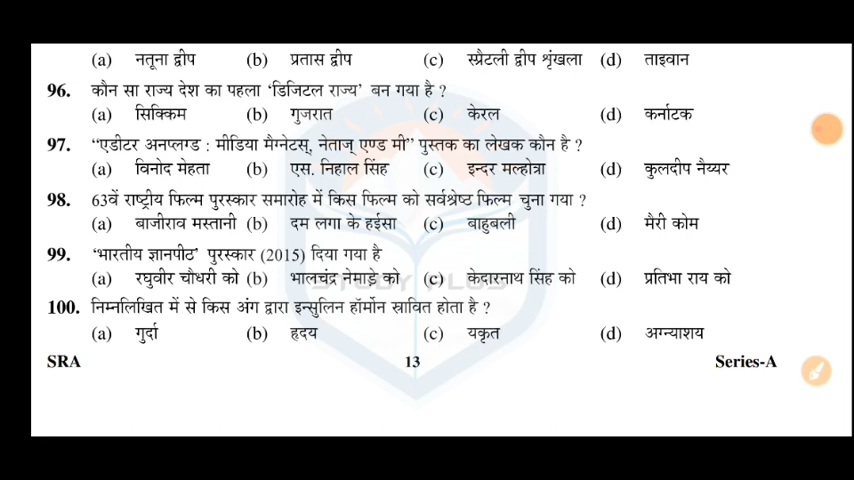 (a) नतूना द्वीप (b) प्रतास द्वीप (c) स्प्रैटली द्वीप शृंखला (d) ताइवान
96. कौन सा राज्य देश का पहला ‘डिजिटल राज्य’ बन गया है ?
(a) सिक्किम (b) गुजरात (c) केरल (d) कर्नाटक
97. “एडीटर अनप्लग्ड : मीडिया मैग्नेटस्, नेताज् एण्ड मी” पुस्तक का लेखक कौन है ?
(a) विनोद मेहता (b) एस. निहाल सिंह (c) इन्दर मल्होत्रा (d) कुलदीप नैय्यर
98. 63वें राष्ट्रीय फिल्म पुरस्कार समारोह में किस फिल्म को सर्वश्रेष्ठ फिल्म चुना गया ?
(a) बाजीराव मस्तानी (b) दम लगा के हईसा (c) बाहुबली (d) मैरी कोम
99. ‘भारतीय ज्ञानपीठ’ पुरस्कार (2015) दिया गया है
(a) रघुवीर चौधरी को (b) भालचंद्र नेमाड़े को (c) केदारनाथ सिंह को (d) प्रतिभा राय को
STUDY PLUS
100. निम्नलिखित में से किस अंग द्वारा इन्सुलिन हॉर्मोन स्रावित होता है ?
(a) गुर्दा (b) हृदय (c) यकृत (d) अग्न्याशय
SRA 13 Series-A